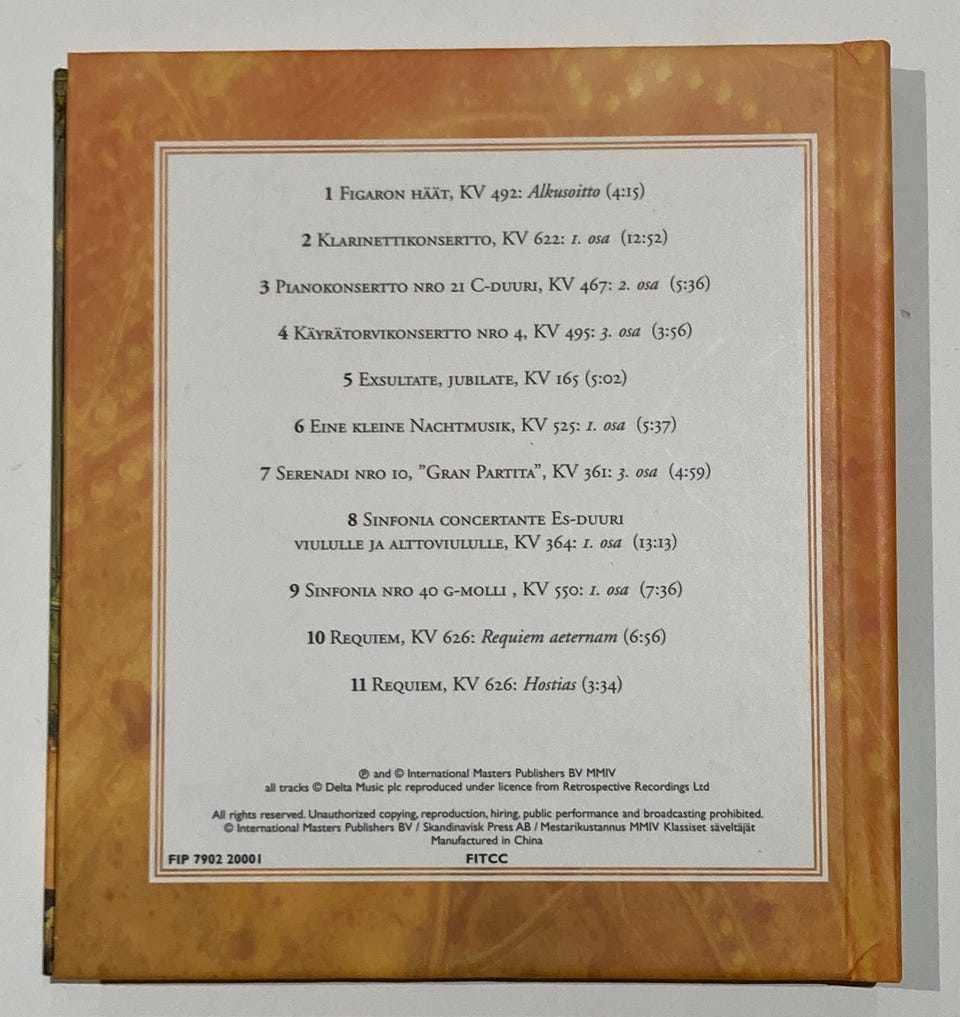 1 Figaron häät, KV 492: Alkusoitto (4:15)
2 Klarinettikonsertto, KV 622: 1. osa (12:52)
3 Pianokonsertto nro 21 C-duuri, KV 467: 2. osa (5:36)
4 Käyrätorvikonsertto nro 4, KV 495: 3. osa (3:56)
5 Exsultate, jubilate, KV 165 (5:02)
6 Eine kleine Nachtmusik, KV 525: 1. osa (5:37)
7 Serenadi nro 10, ”Gran Partita”, KV 361: 3. osa (4:59)
8 Sinfonia concertante Es-duuri
viululle ja alttoviululle, KV 364: 1. osa (13:13)
9 Sinfonia nro 40 g-molli , KV 550: 1. osa (7:36)
10 Requiem, KV 626: Requiem aeternam (6:56)
11 Requiem, KV 626: Hostias (3:34)
℗ and © International Masters Publishers BV MMIV
all tracks © Delta Music plc reproduced under licence from Retrospective Recordings Ltd
All rights reserved. Unauthorized copying, reproduction, hiring, public performance and broadcasting prohibited.
© International Masters Publishers BV / Skandinavisk Press AB / Mestarikustannus MMIV Klassiset säveltäjät
Manufactured in China
FIP 7902 20001 FITCC